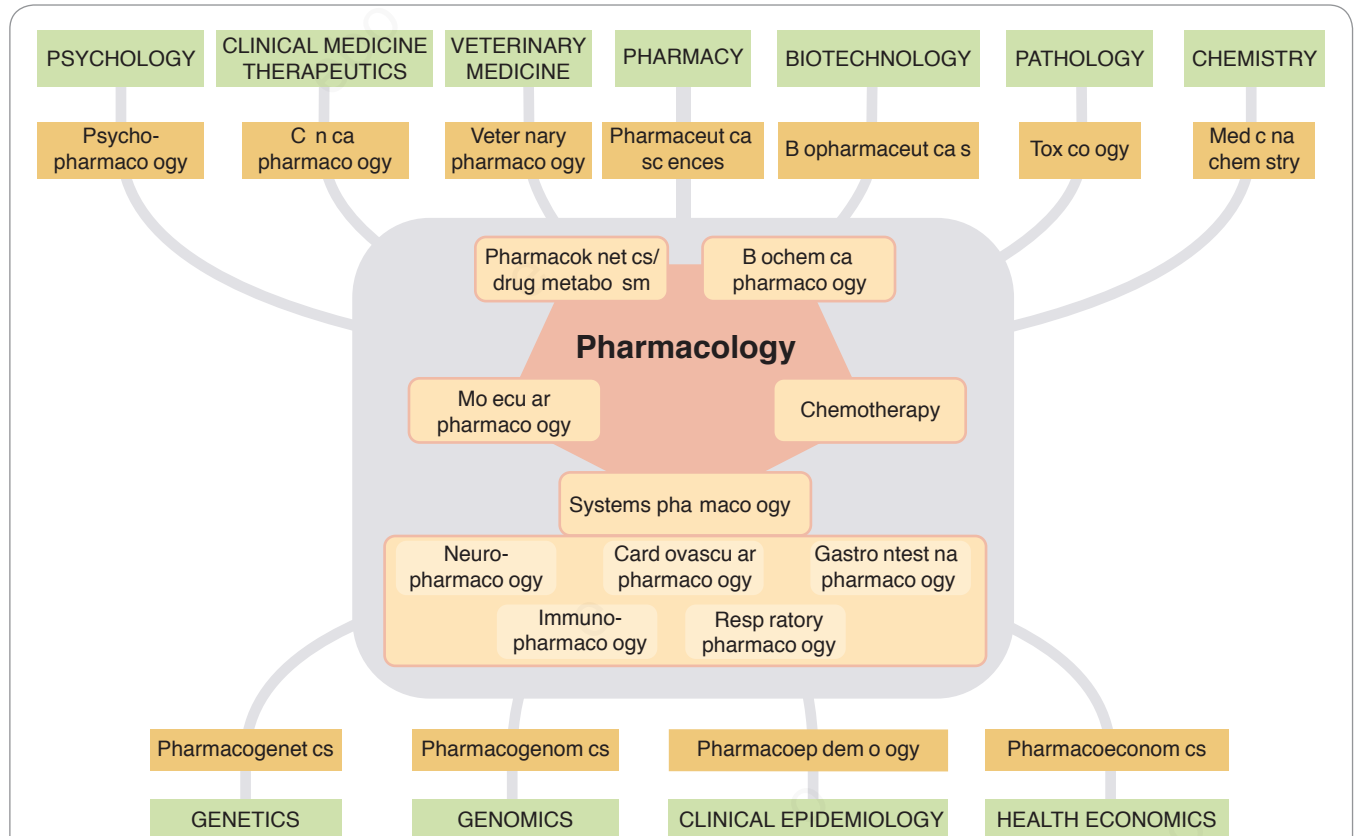 PSYCHOLOGY
CLINICAL MEDICINE
THERAPEUTICS
VETERINARY
MEDICINE
PHARMACY
BIOTECHNOLOGY
PATHOLOGY
CHEMISTRY
Psycho-
pharmaco ogy
C n ca
pharmaco ogy
Veter nary
pharmaco ogy
Pharmaceut ca
sc ences
B opharmaceut ca s
Tox co ogy
Med c na
chem stry
Pharmacok net cs/
drug metabo sm
B ochem ca
pharmaco ogy
Pharmacology
Mo ecu ar
pharmaco ogy
Chemotherapy
Systems pha maco ogy
Neuro-
pharmaco ogy
Card ovascu ar
pharmaco ogy
Gastro ntest na
pharmaco ogy
Immuno-
pharmaco ogy
Resp ratory
pharmaco ogy
Pharmacogenet cs
Pharmacogenom cs
Pharmacoep dem o ogy
Pharmacoeconom cs
GENETICS
GENOMICS
CLINICAL EPIDEMIOLOGY
HEALTH ECONOMICS